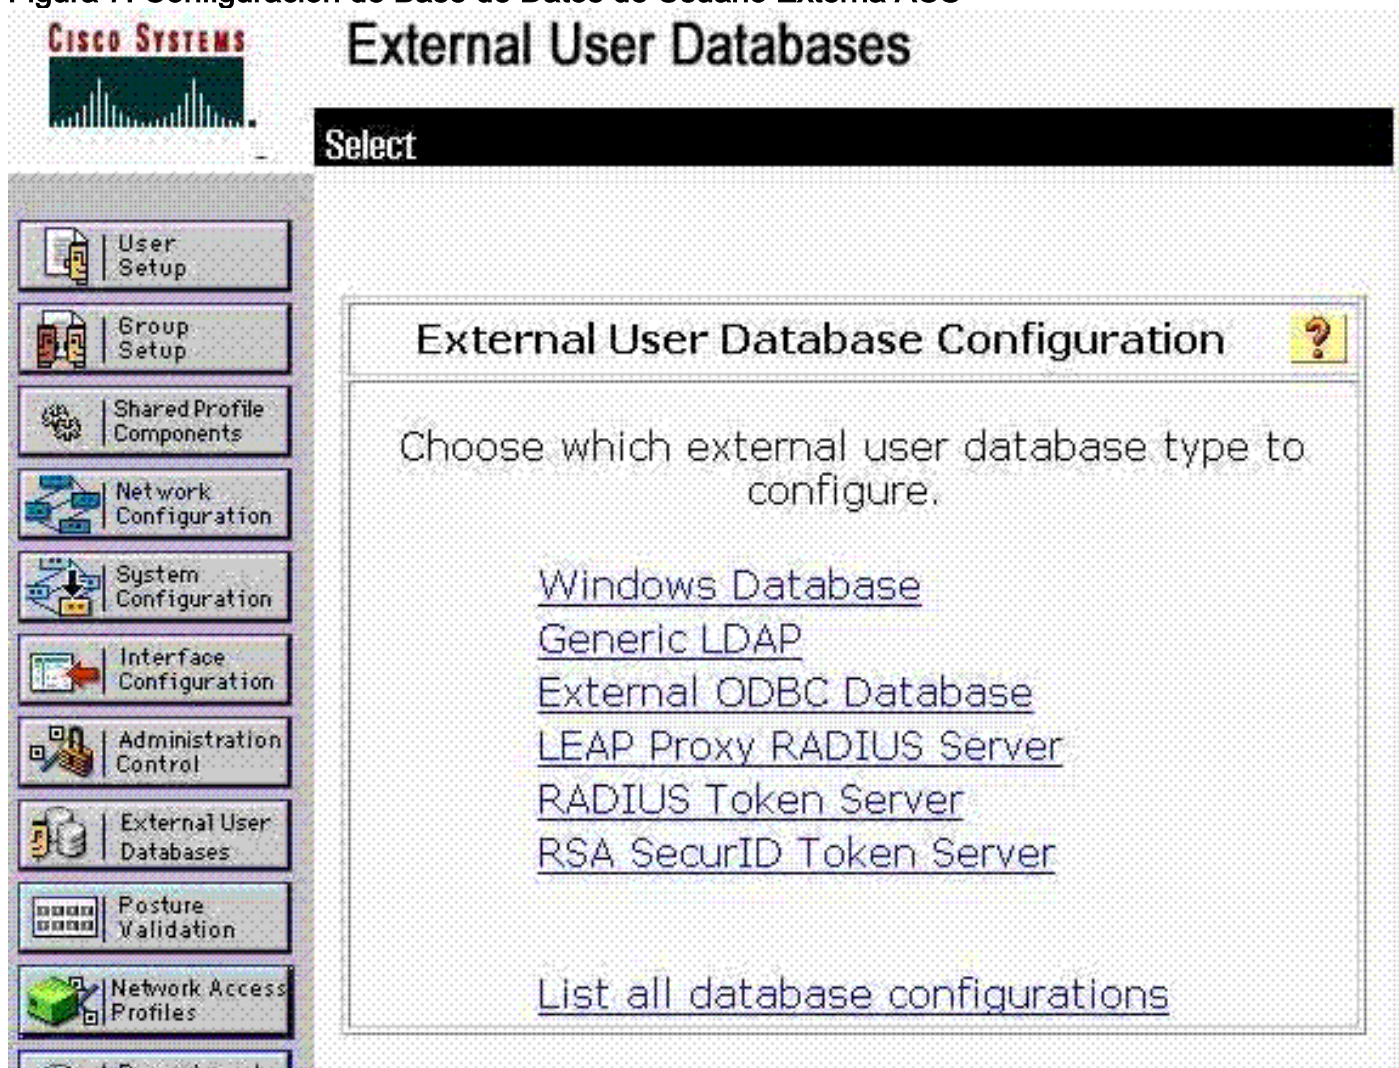 CISCO SYSTEMS
External User Databases
Select
User
Setup
Group
Setup
Shared Profile
Components
Network
Configuration
System
Configuration
Interface
Configuration
Administration
Control
External User
Databases
Posture
Validation
Network Access
Profiles
External User Database Configuration
?
Choose which external user database type to
configure.
Windows Database
Generic LDAP
External ODBC Database
LEAP Proxy RADIUS Server
RADIUS Token Server
RSA SecurID Token Server
List all database configurations